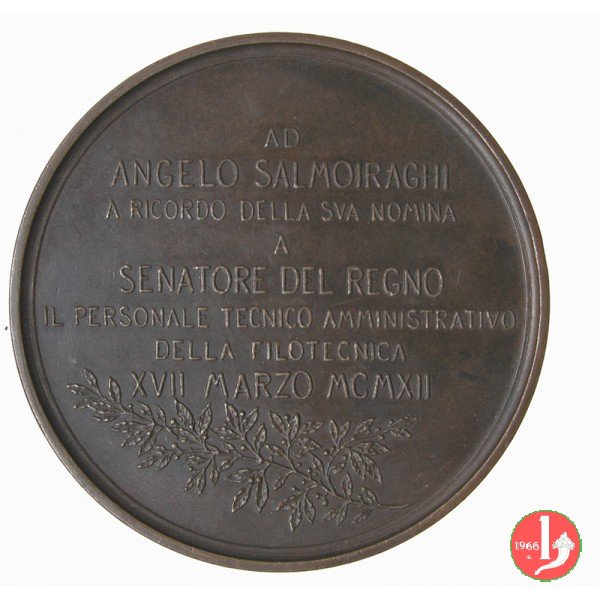 AD
ANGELO SALMOIRAGHI
A RICORDO DELLA SVA NOMINA
A
SENATORE DEL REGNO
IL PERSONALE TECNICO AMMINISTRATIVO
DELLA FILOTECNICA
XVII MARZO MCMXII
1966